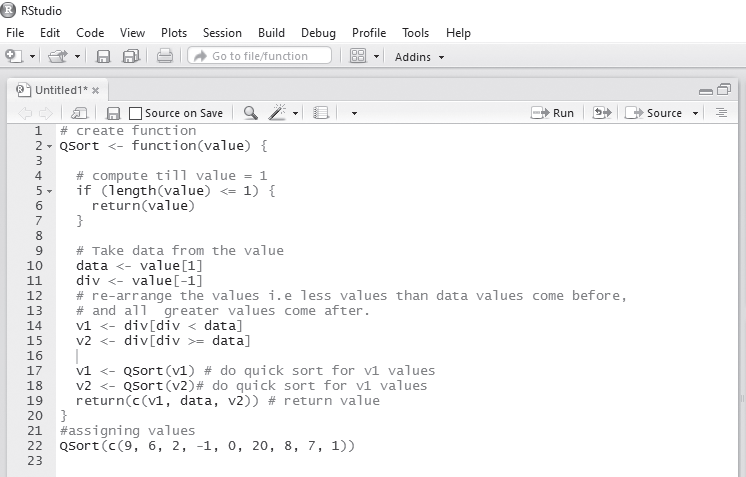 RStudio
File Edit Code View Plots Session Build Debug Profile Tools Help
Go to file/function Addins
Untitled1*
Source on Save Run Source
1 # create function
2 QSort <- function(value) {
3
4 # compute till value = 1
5 if (length(value) <= 1) {
6 return(value)
7 }
8
9 # Take data from the value
10 data <- value[1]
11 div <- value[-1]
12 # re-arrange the values i.e less values than data values come before,
13 # and all  greater values come after.
14 v1 <- div[div < data]
15 v2 <- div[div >= data]
16
17 v1 <- QSort(v1) # do quick sort for v1 values
18 v2 <- QSort(v2)# do quick sort for v1 values
19 return(c(v1, data, v2)) # return value
20 }
21 #assigning values
22 QSort(c(9, 6, 2, -1, 0, 20, 8, 7, 1))
23